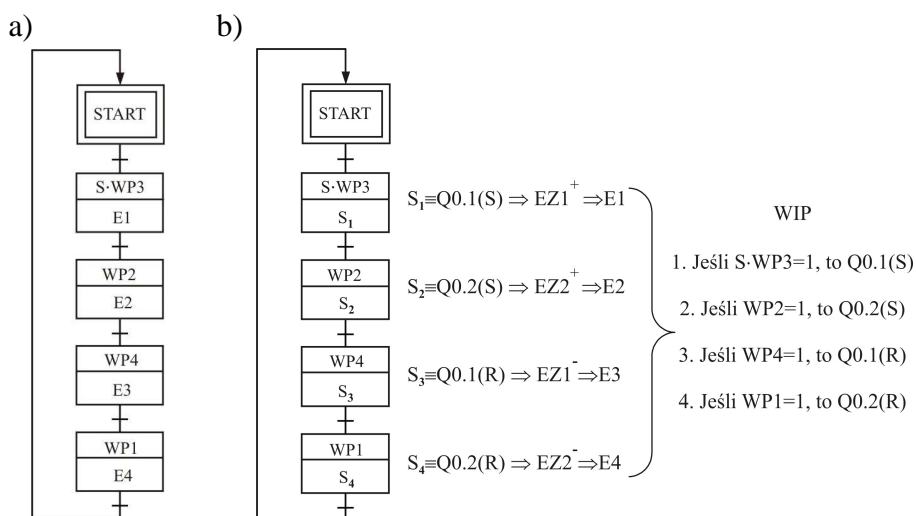 a)
START
S·WP3
E1
WP2
E2
WP4
E3
WP1
E4
b)
START
S·WP3
S₁
WP2
S₂
WP4
S₃
WP1
S₄
S₁≡Q0.1(S) ⇒ EZ1⁺ ⇒E1
S₂≡Q0.2(S) ⇒ EZ2⁺ ⇒E2
S₃≡Q0.1(R) ⇒ EZ1⁻ ⇒E3
S₄≡Q0.2(R) ⇒ EZ2⁻ ⇒E4
WIP
1. Jeśli S·WP3=1, to Q0.1(S)
2. Jeśli WP2=1, to Q0.2(S)
3. Jeśli WP4=1, to Q0.1(R)
4. Jeśli WP1=1, to Q0.2(R)